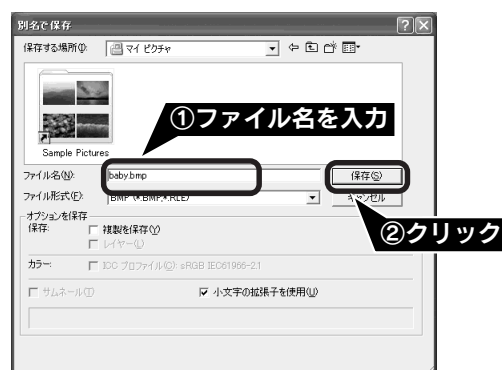 別名で保存
保存する場所(I):
マイ ピクチャ
Sample Pictures
①ファイル名を入力
ファイル名(N):
baby.bmp
保存(S)
ファイル形式(E):
BMP (*.BMP;*.RLE)
キャンセル
②クリック
オプションを保存
保存:
複製を保存(Y)
レイヤー(L)
カラー:
ICC プロファイル(C): sRGB IEC61966-2.1
サムネール(T)
小文字の拡張子を使用(U)